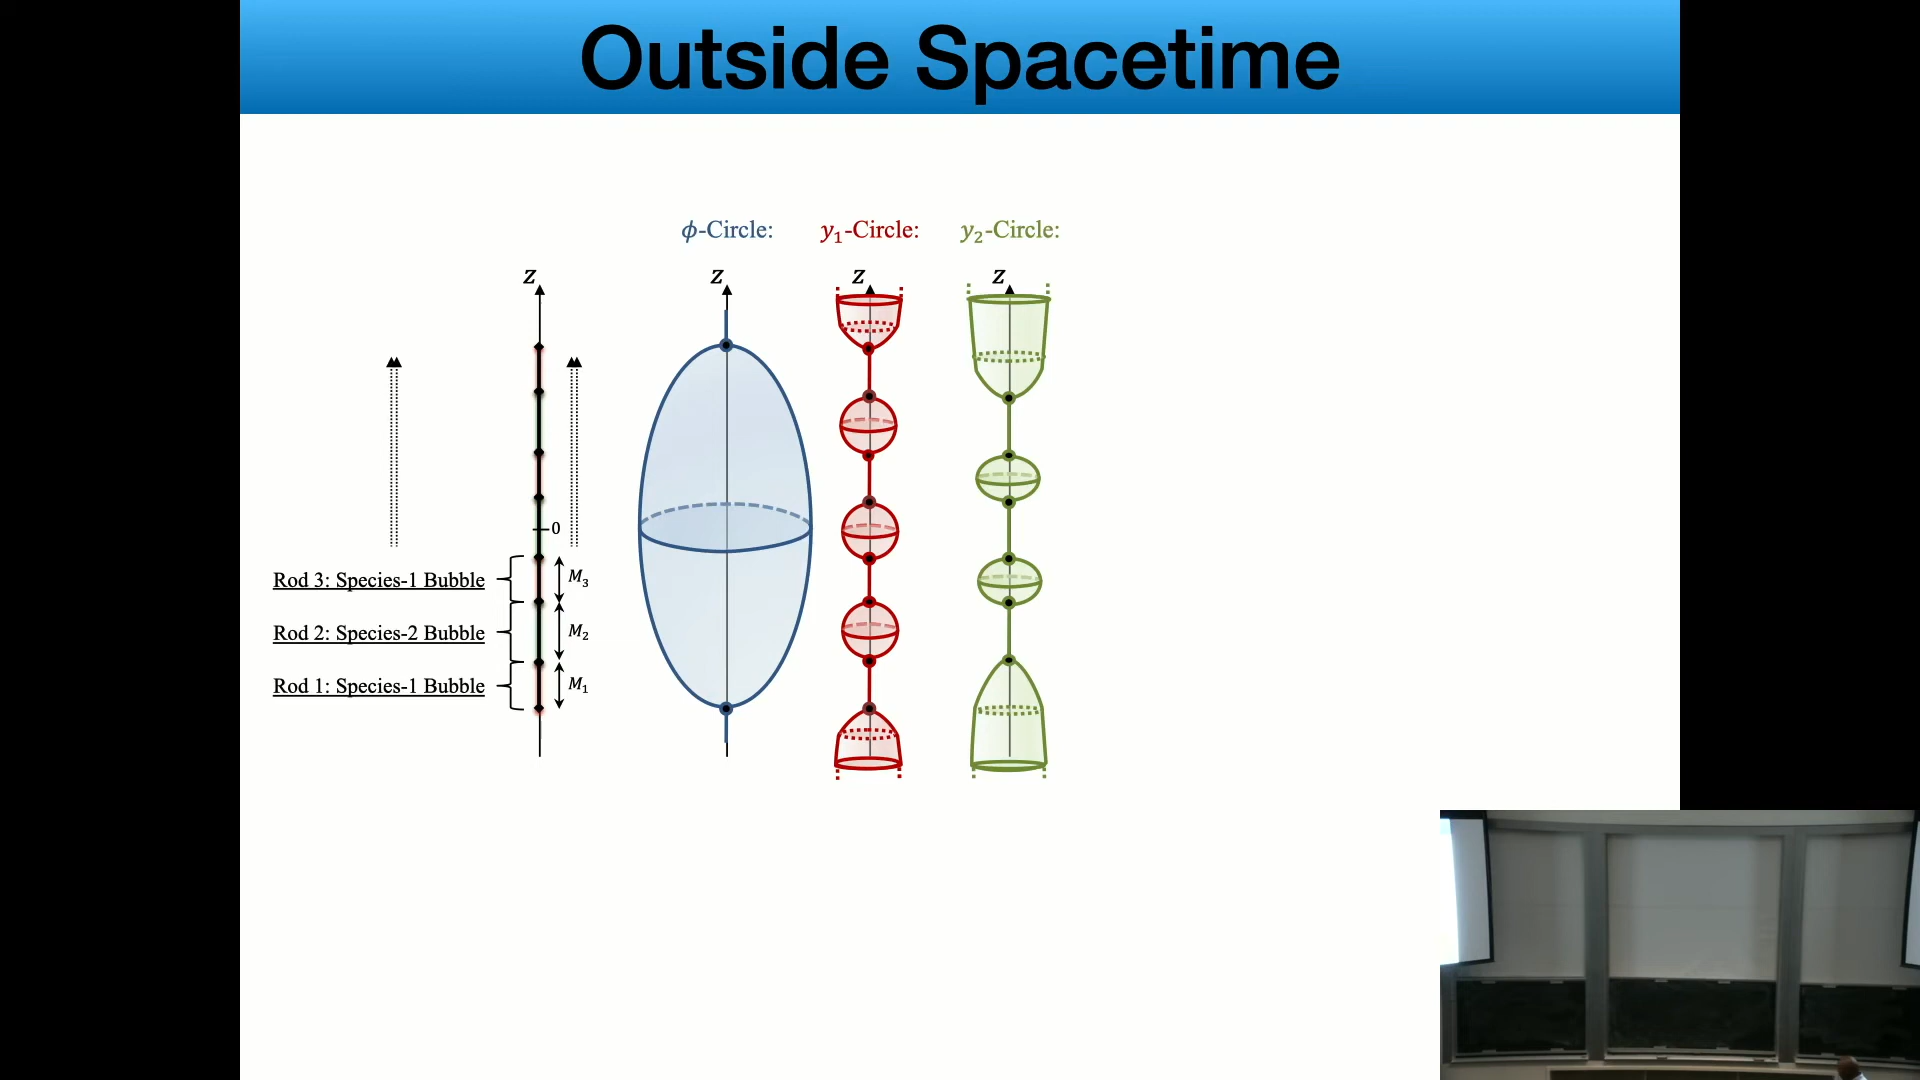 Outside Spacetime
ϕ-Circle: y₁-Circle: y₂-Circle:
z z z z
0
Rod 3: Species-1 Bubble M₃
Rod 2: Species-2 Bubble M₂
Rod 1: Species-1 Bubble M₁